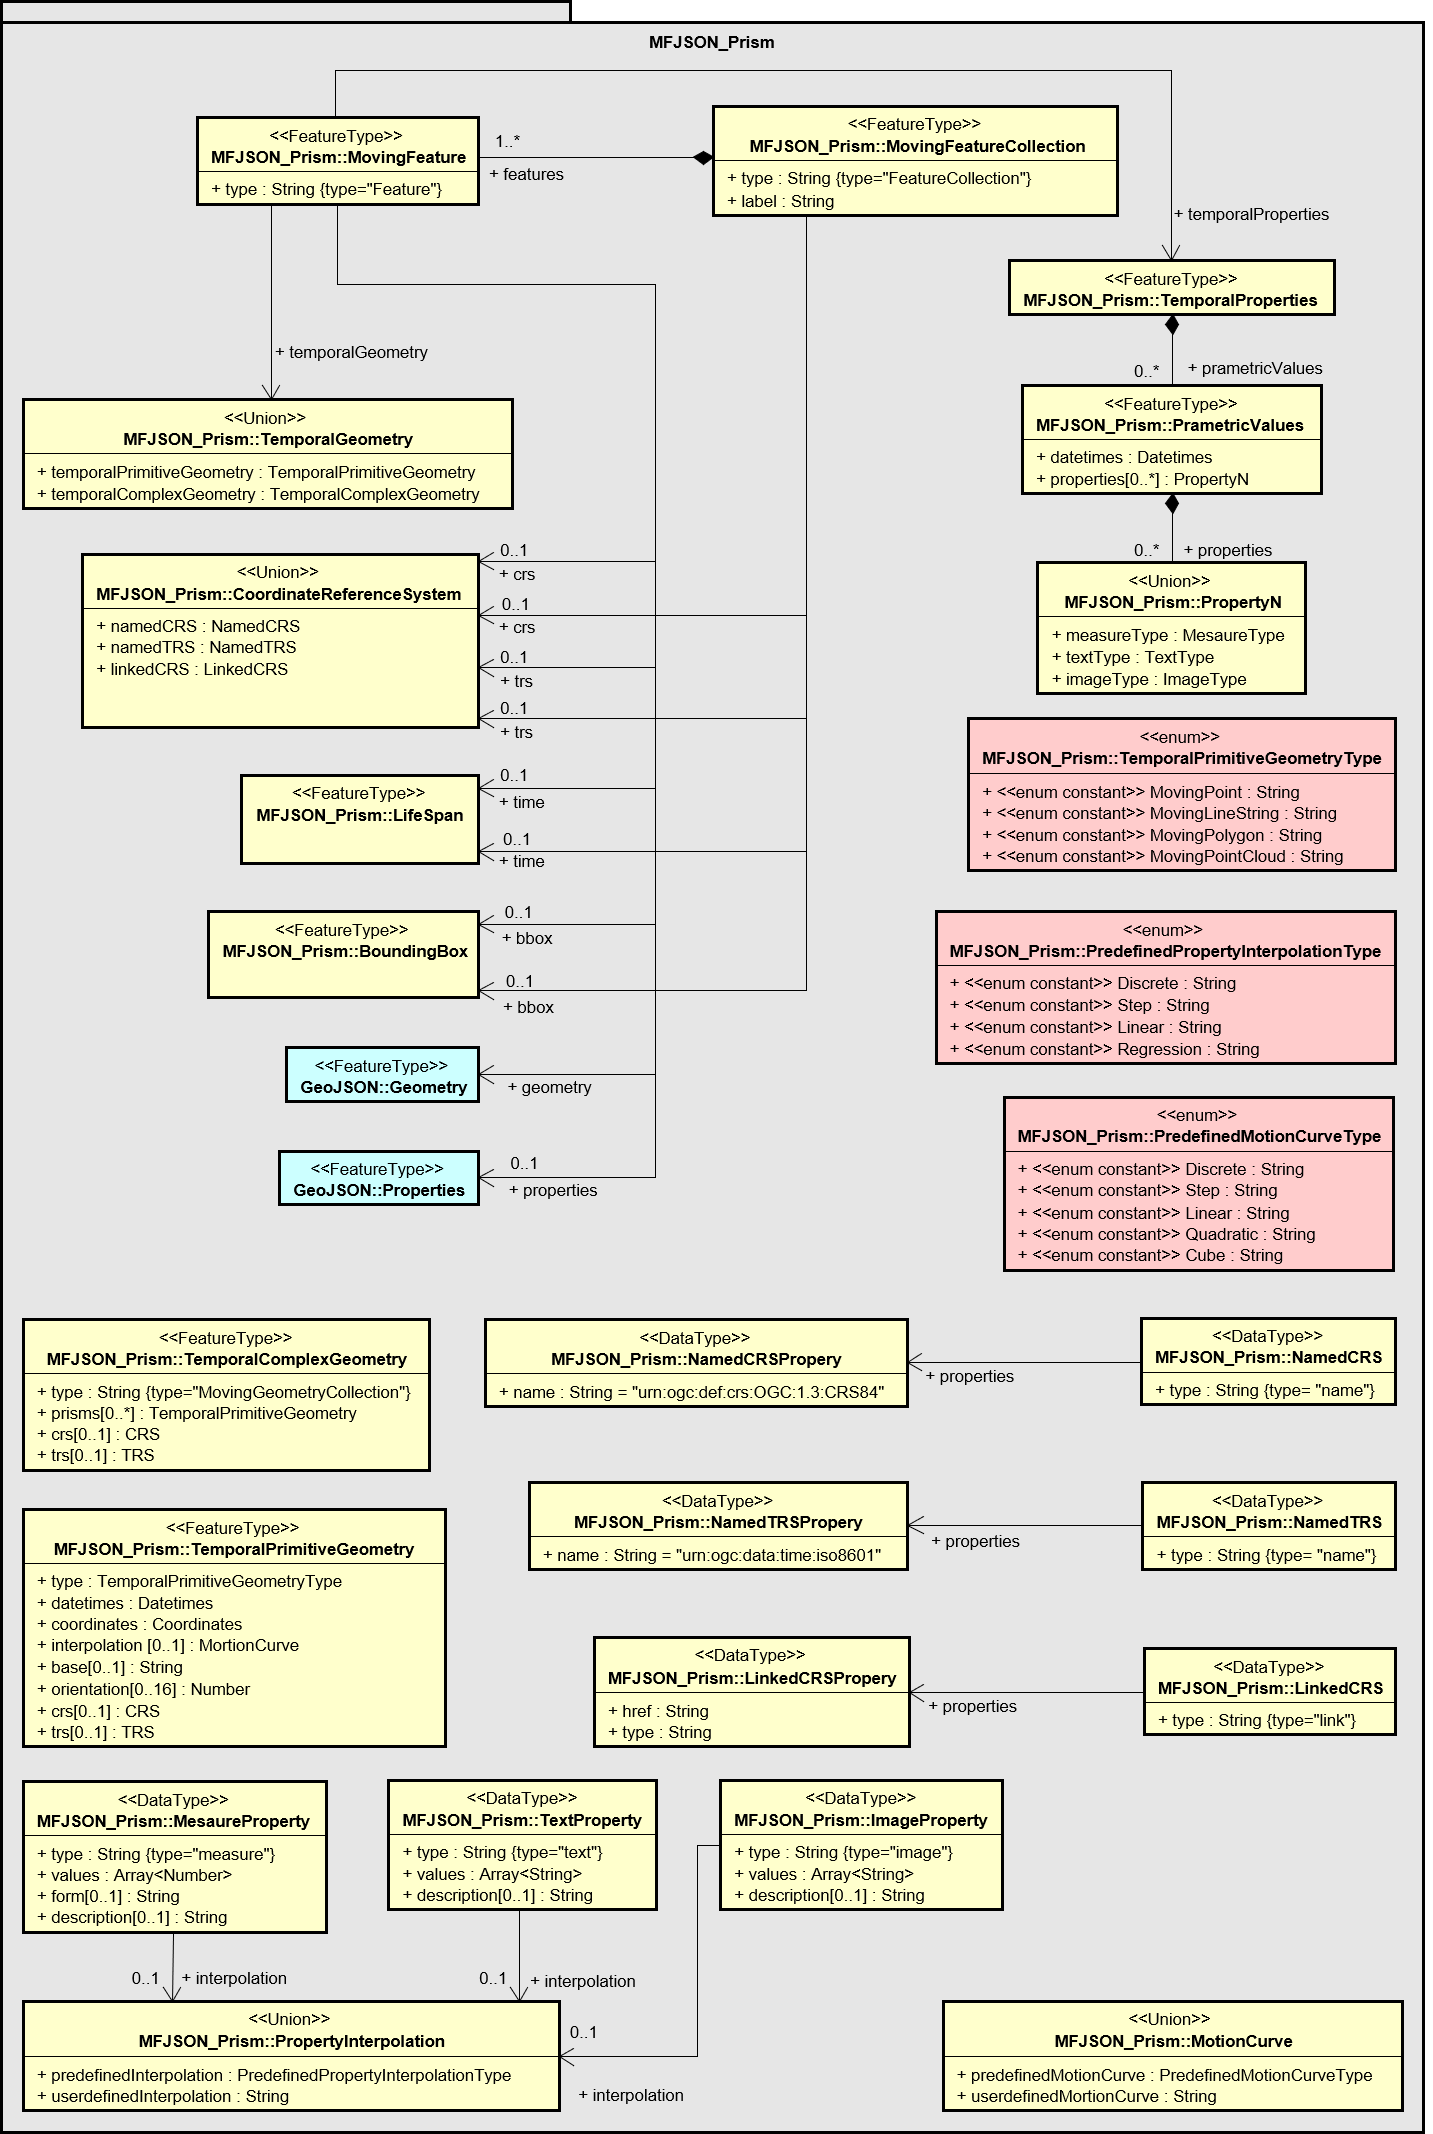 MFJSON_Prism
<<FeatureType>>
MFJSON_Prism::MovingFeature
+ type : String {type="Feature"}
1..*
+ features
<<FeatureType>>
MFJSON_Prism::MovingFeatureCollection
+ type : String {type="FeatureCollection"}
+ label : String
+ temporalProperties
<<FeatureType>>
MFJSON_Prism::TemporalProperties
0..*
+ prametricValues
<<FeatureType>>
MFJSON_Prism::PrametricValues
+ datetimes : Datetimes
+ properties[0..*] : PropertyN
0..*
+ properties
<<Union>>
MFJSON_Prism::PropertyN
+ measureType : MesaureType
+ textType : TextType
+ imageType : ImageType
+ temporalGeometry
<<Union>>
MFJSON_Prism::TemporalGeometry
+ temporalPrimitiveGeometry : TemporalPrimitiveGeometry
+ temporalComplexGeometry : TemporalComplexGeometry
<<Union>>
MFJSON_Prism::CoordinateReferenceSystem
+ namedCRS : NamedCRS
+ namedTRS : NamedTRS
+ linkedCRS : LinkedCRS
0..1
+ crs
0..1
+ crs
0..1
+ trs
0..1
+ trs
<<FeatureType>>
MFJSON_Prism::LifeSpan
0..1
+ time
0..1
+ time
<<FeatureType>>
MFJSON_Prism::BoundingBox
0..1
+ bbox
0..1
+ bbox
<<FeatureType>>
GeoJSON::Geometry
+ geometry
<<FeatureType>>
GeoJSON::Properties
0..1
+ properties
<<enum>>
MFJSON_Prism::TemporalPrimitiveGeometryType
+ <<enum constant>> MovingPoint : String
+ <<enum constant>> MovingLineString : String
+ <<enum constant>> MovingPolygon : String
+ <<enum constant>> MovingPointCloud : String
<<enum>>
MFJSON_Prism::PredefinedPropertyInterpolationType
+ <<enum constant>> Discrete : String
+ <<enum constant>> Step : String
+ <<enum constant>> Linear : String
+ <<enum constant>> Regression : String
<<enum>>
MFJSON_Prism::PredefinedMotionCurveType
+ <<enum constant>> Discrete : String
+ <<enum constant>> Step : String
+ <<enum constant>> Linear : String
+ <<enum constant>> Quadratic : String
+ <<enum constant>> Cube : String
<<FeatureType>>
MFJSON_Prism::TemporalComplexGeometry
+ type : String {type="MovingGeometryCollection"}
+ prisms[0..*] : TemporalPrimitiveGeometry
+ crs[0..1] : CRS
+ trs[0..1] : TRS
<<DataType>>
MFJSON_Prism::NamedCRSPropery
+ name : String = "urn:ogc:def:crs:OGC:1.3:CRS84"
+ properties
<<DataType>>
MFJSON_Prism::NamedCRS
+ type : String {type= "name"}
<<FeatureType>>
MFJSON_Prism::TemporalPrimitiveGeometry
+ type : TemporalPrimitiveGeometryType
+ datetimes : Datetimes
+ coordinates : Coordinates
+ interpolation [0..1] : MortionCurve
+ base[0..1] : String
+ orientation[0..16] : Number
+ crs[0..1] : CRS
+ trs[0..1] : TRS
<<DataType>>
MFJSON_Prism::NamedTRSPropery
+ name : String = "urn:ogc:data:time:iso8601"
+ properties
<<DataType>>
MFJSON_Prism::NamedTRS
+ type : String {type= "name"}
<<DataType>>
MFJSON_Prism::LinkedCRSPropery
+ href : String
+ type : String
+ properties
<<DataType>>
MFJSON_Prism::LinkedCRS
+ type : String {type="link"}
<<DataType>>
MFJSON_Prism::MesaureProperty
+ type : String {type="measure"}
+ values : Array<Number>
+ form[0..1] : String
+ description[0..1] : String
<<DataType>>
MFJSON_Prism::TextProperty
+ type : String {type="text"}
+ values : Array<String>
+ description[0..1] : String
<<DataType>>
MFJSON_Prism::ImageProperty
+ type : String {type="image"}
+ values : Array<String>
+ description[0..1] : String
0..1
+ interpolation
0..1
+ interpolation
0..1
+ interpolation
<<Union>>
MFJSON_Prism::PropertyInterpolation
+ predefinedInterpolation : PredefinedPropertyInterpolationType
+ userdefinedInterpolation : String
<<Union>>
MFJSON_Prism::MotionCurve
+ predefinedMotionCurve : PredefinedMotionCurveType
+ userdefinedMortionCurve : String